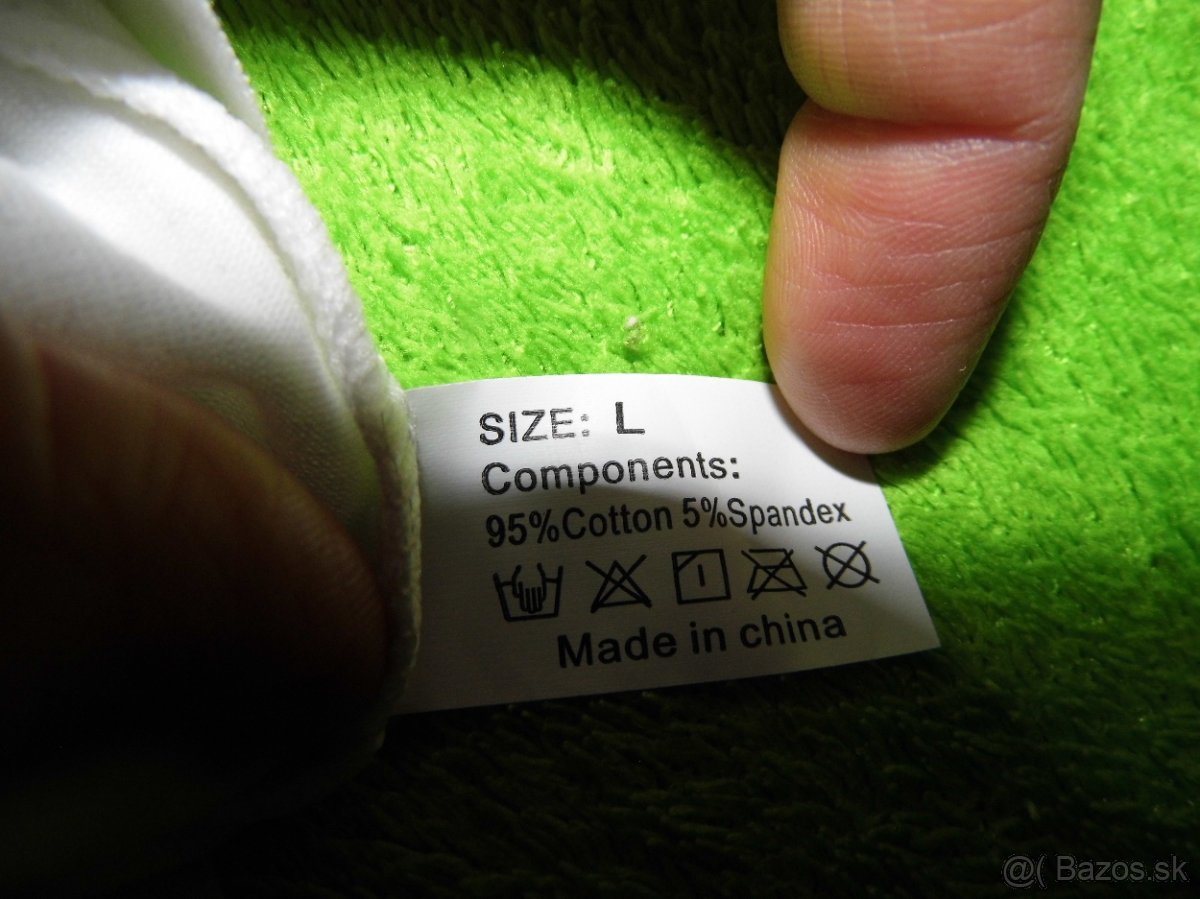 SIZE: L
Components:
95%Cotton 5%Spandex
Made in china
@( Bazos.sk